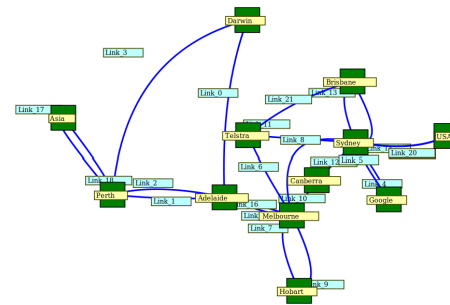 Darwin
Link_3
Brisbane
Link_0
Link_13
Link_21
Link_17
Asia
Telstra
Link_8
Sydney
USA
Link_20
Link_5
Link_12
Link_6
Link_18
Link_2
Canberra
Link_4
Perth
Link_1
Adelaide
Link_10
Google
Link_16
Melbourne
Link_7
Hobart